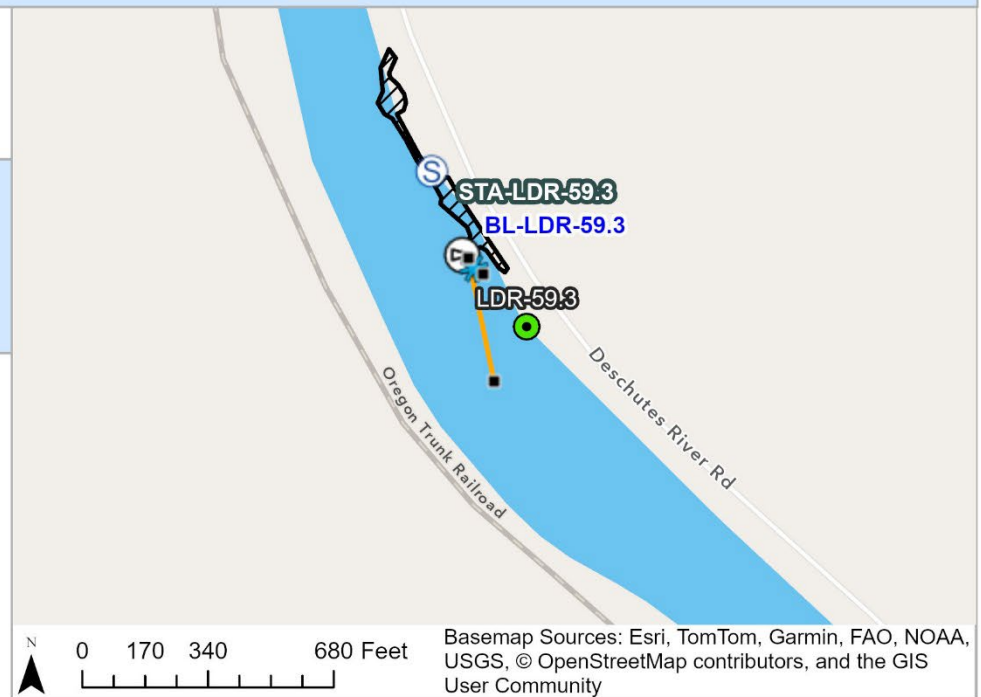 S
STA-LDR-59.3
BL-LDR-59.3
LDR-59.3
Deschutes River Rd
Oregon Trunk Railroad
N
0 170 340 680 Feet
Basemap Sources: Esri, TomTom, Garmin, FAO, NOAA,
USGS, © OpenStreetMap contributors, and the GIS
User Community